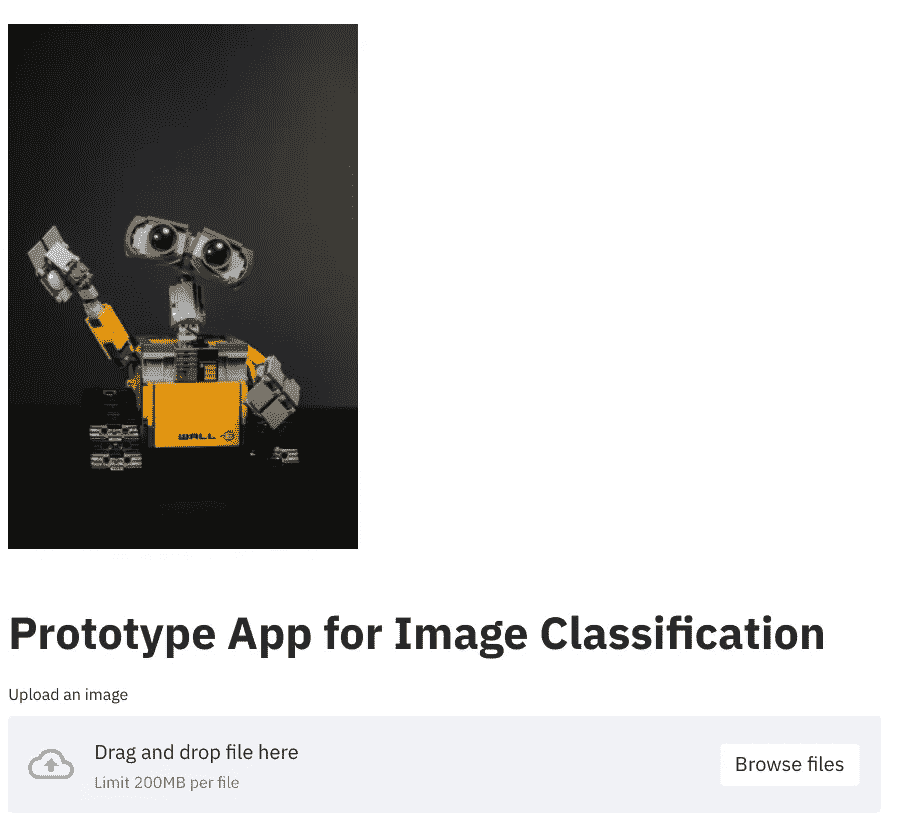 WALL
Prototype App for Image Classification
Upload an image
Drag and drop file here
Limit 200MB per file
Browse files